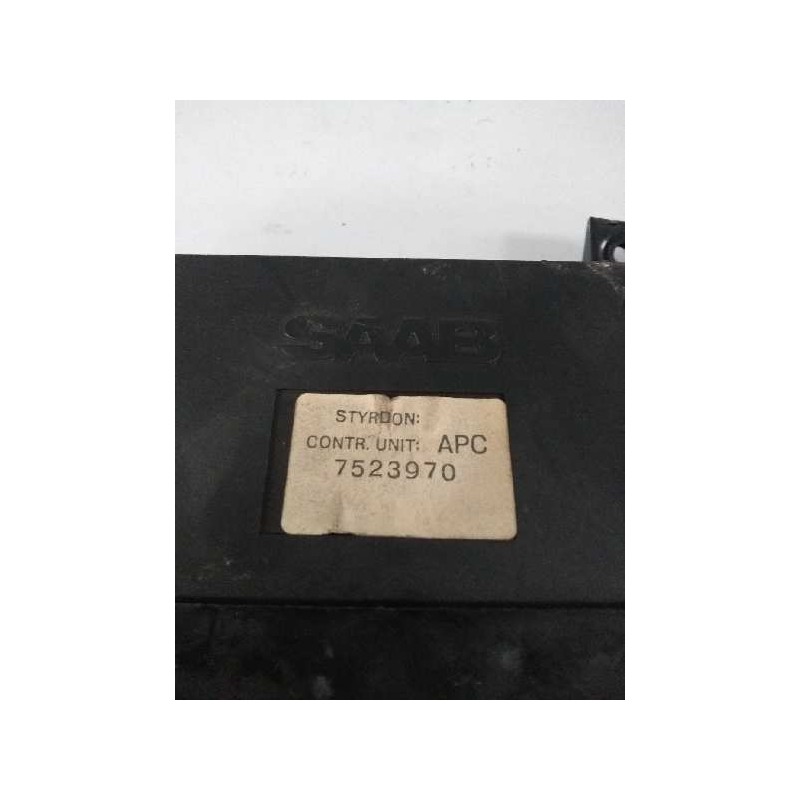 SAAB
STYRDON:
CONTR. UNIT: APC
7523970